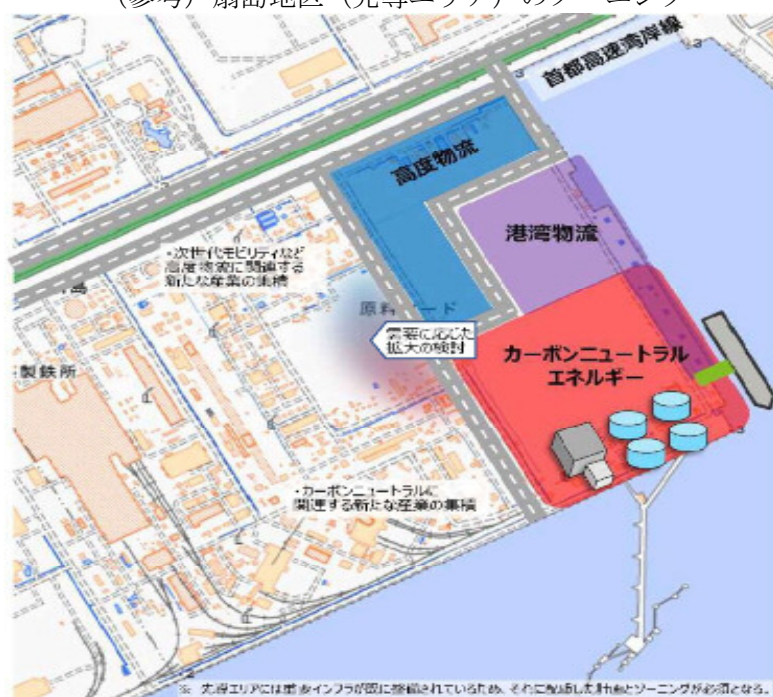 （参考）扇島地区（先導エリア）のゾーニング
首都高速湾岸線
高度物流
港湾物流
・次世代モビリティなど
高度物流に関連する
新たな産業の集積
島
原料ヤード
需要に応じた
拡大の検討
カーボンニュートラル
エネルギー
製鉄所
・カーボンニュートラルに
関連する新たな産業の集積
※ 先導エリアには既存インフラが既に整備されているため、それに配慮した計画とゾーニングが必須となる。